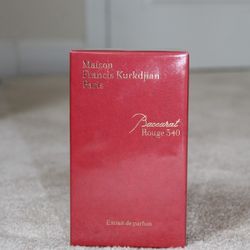 Maison
Francis Kurkdjian
Paris
Baccarat
Rouge 540
Extrait de parfum